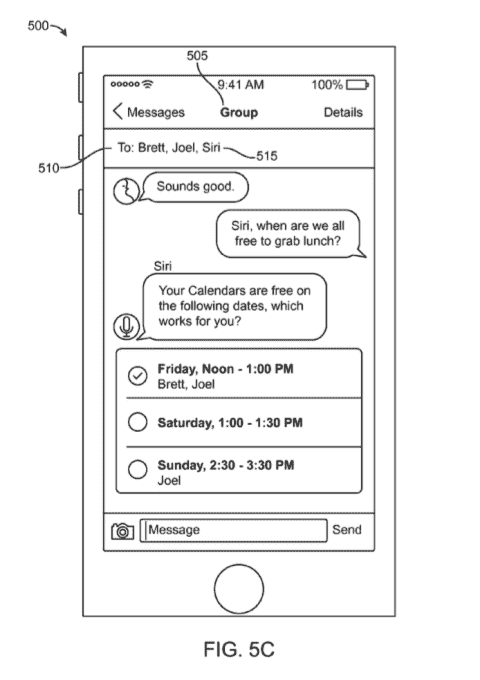 500
505
9:41 AM 100%
Messages Group Details
510
To: Brett, Joel, Siri
515
Sounds good.
Siri, when are we all
free to grab lunch?
Siri
Your Calendars are free on
the following dates, which
works for you?
Friday, Noon - 1:00 PM
Brett, Joel
Saturday, 1:00 - 1:30 PM
Sunday, 2:30 - 3:30 PM
Joel
Message Send
FIG. 5C